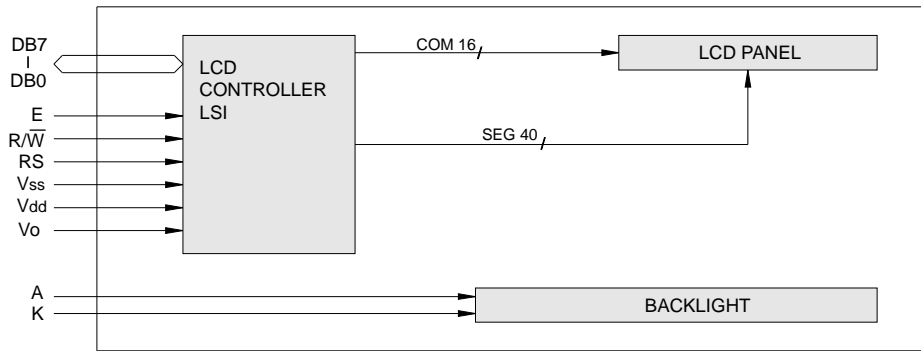 DB7
DB0
E
R/W̅
RS
Vss
Vdd
Vo
LCD
CONTROLLER
LSI
COM 16
LCD PANEL
SEG 40
A
K
BACKLIGHT